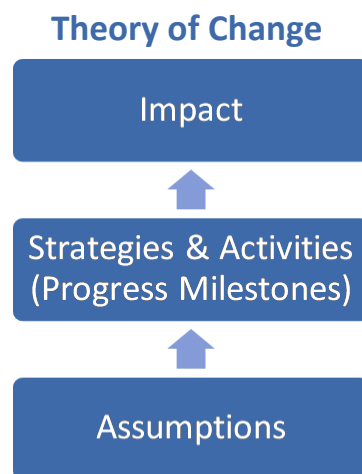 Theory of Change
Impact
Strategies & Activities
(Progress Milestones)
Assumptions